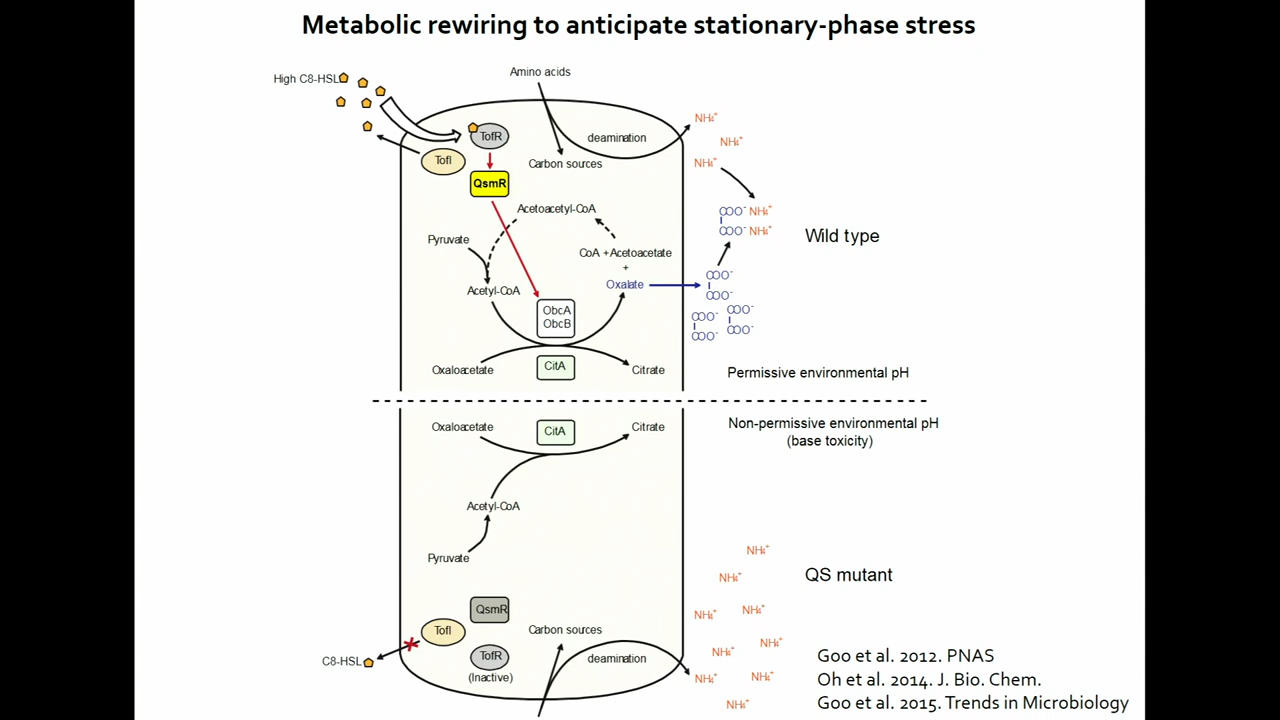 Metabolic rewiring to anticipate stationary-phase stress
High C8-HSL
Amino acids
TofR
TofI
deamination
Carbon sources
NH₄⁺
NH₄⁺
NH₄⁺
QsmR
Acetoacetyl-CoA
Pyruvate
CoA +Acetoacetate
+
Oxalate
Acetyl-CoA
COO⁻ NH₄⁺
COO⁻ NH₄⁺
Wild type
COO⁻
COO⁻
COO⁻
COO⁻
COO⁻
COO⁻
ObcA
ObcB
CitA
Oxaloacetate
Citrate
Permissive environmental pH
Non-permissive environmental pH
(base toxicity)
Oxaloacetate
CitA
Citrate
Acetyl-CoA
Pyruvate
NH₄⁺
NH₄⁺
QS mutant
QsmR
NH₄⁺
NH₄⁺
TofI
Carbon sources
NH₄⁺
NH₄⁺
C8-HSL
TofR
(Inactive)
deamination
NH₄⁺
NH₄⁺
NH₄⁺
Goo et al. 2012. PNAS
Oh et al. 2014. J. Bio. Chem.
Goo et al. 2015. Trends in Microbiology